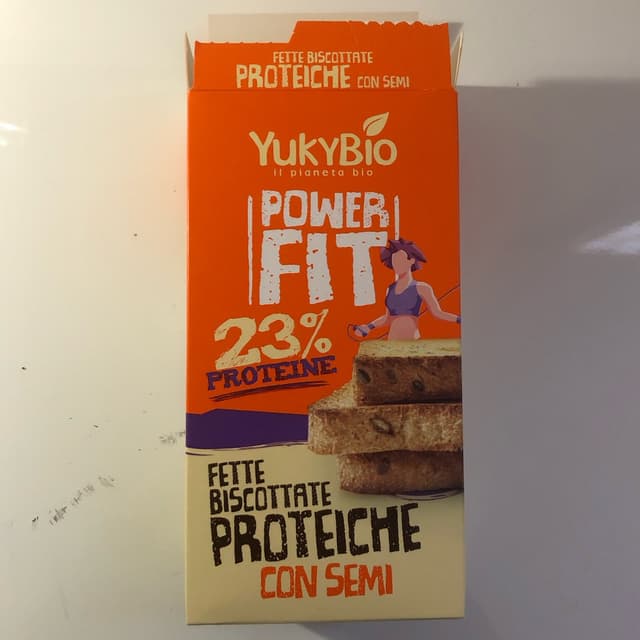 FETTE BISCOTTATE
PROTEICHE CON SEMI
YUKYBIO
il pianeta bio
POWER
FIT
23%
PROTEINE
FETTE
BISCOTTATE
PROTEICHE
CON SEMI